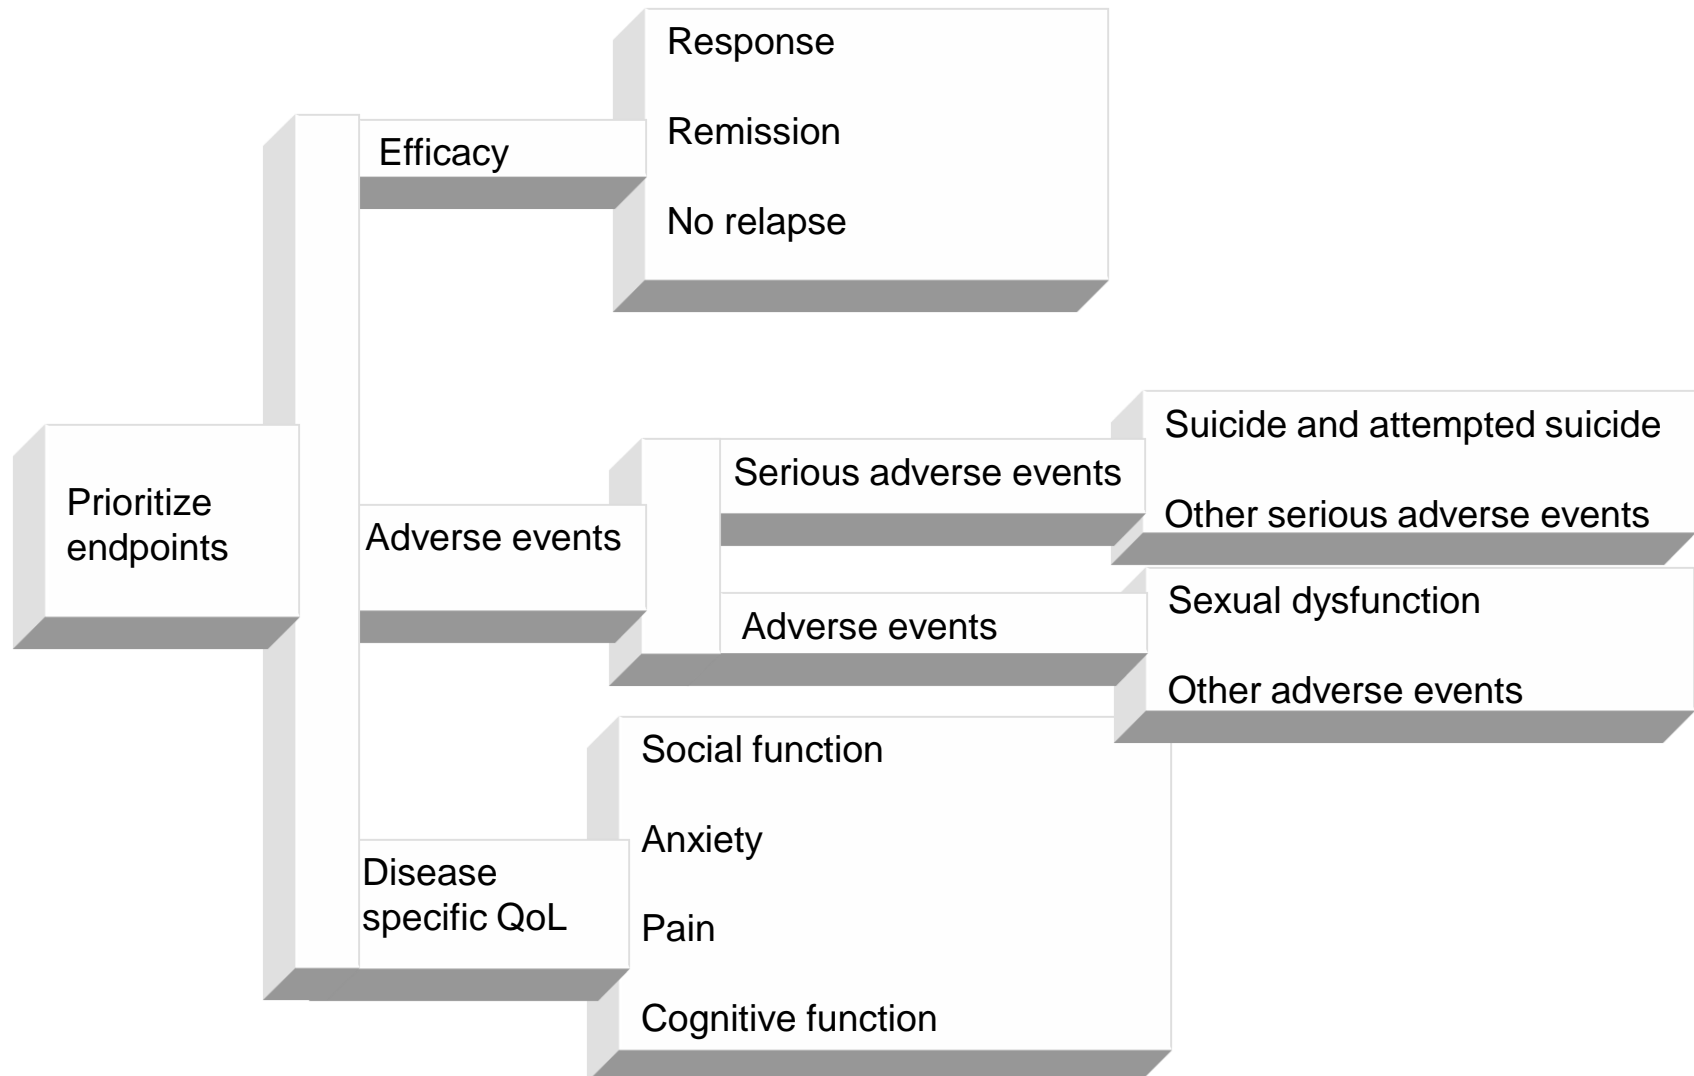 Prioritize
endpoints
Efficacy
Response
Remission
No relapse
Adverse events
Serious adverse events
Suicide and attempted suicide
Other serious adverse events
Adverse events
Sexual dysfunction
Other adverse events
Disease
specific QoL
Social function
Anxiety
Pain
Cognitive function